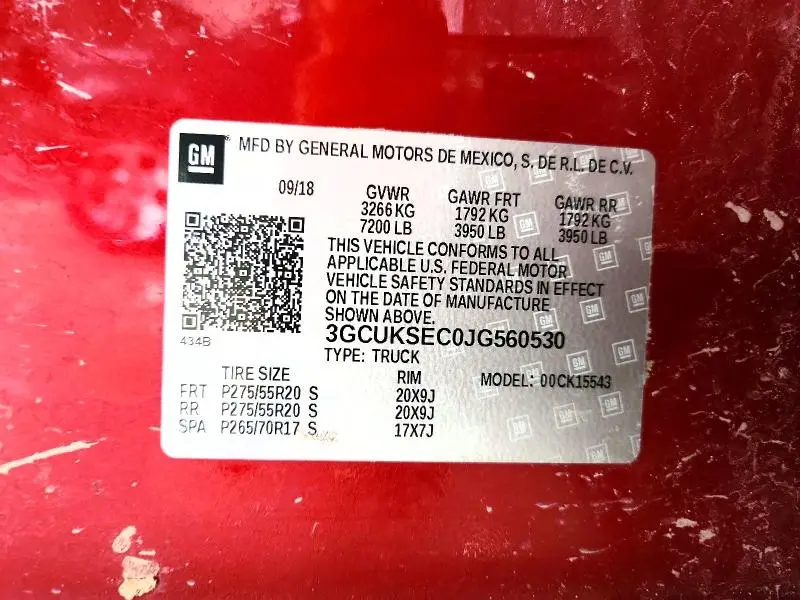 GM MFD BY GENERAL MOTORS DE MEXICO, S. DE R.L. DE C.V.
09/18 GVWR GAWR FRT GAWR RR
3266 KG 1792 KG 1792 KG
7200 LB 3950 LB 3950 LB
THIS VEHICLE CONFORMS TO ALL
APPLICABLE U.S. FEDERAL MOTOR
VEHICLE SAFETY STANDARDS IN EFFECT
ON THE DATE OF MANUFACTURE
SHOWN ABOVE.
434B
3GCUKSEC0JG560530
TYPE: TRUCK
TIRE SIZE RIM MODEL: 00CK15543
FRT P275/55R20 S 20X9J
RR P275/55R20 S 20X9J
SPA P265/70R17 S 17X7J